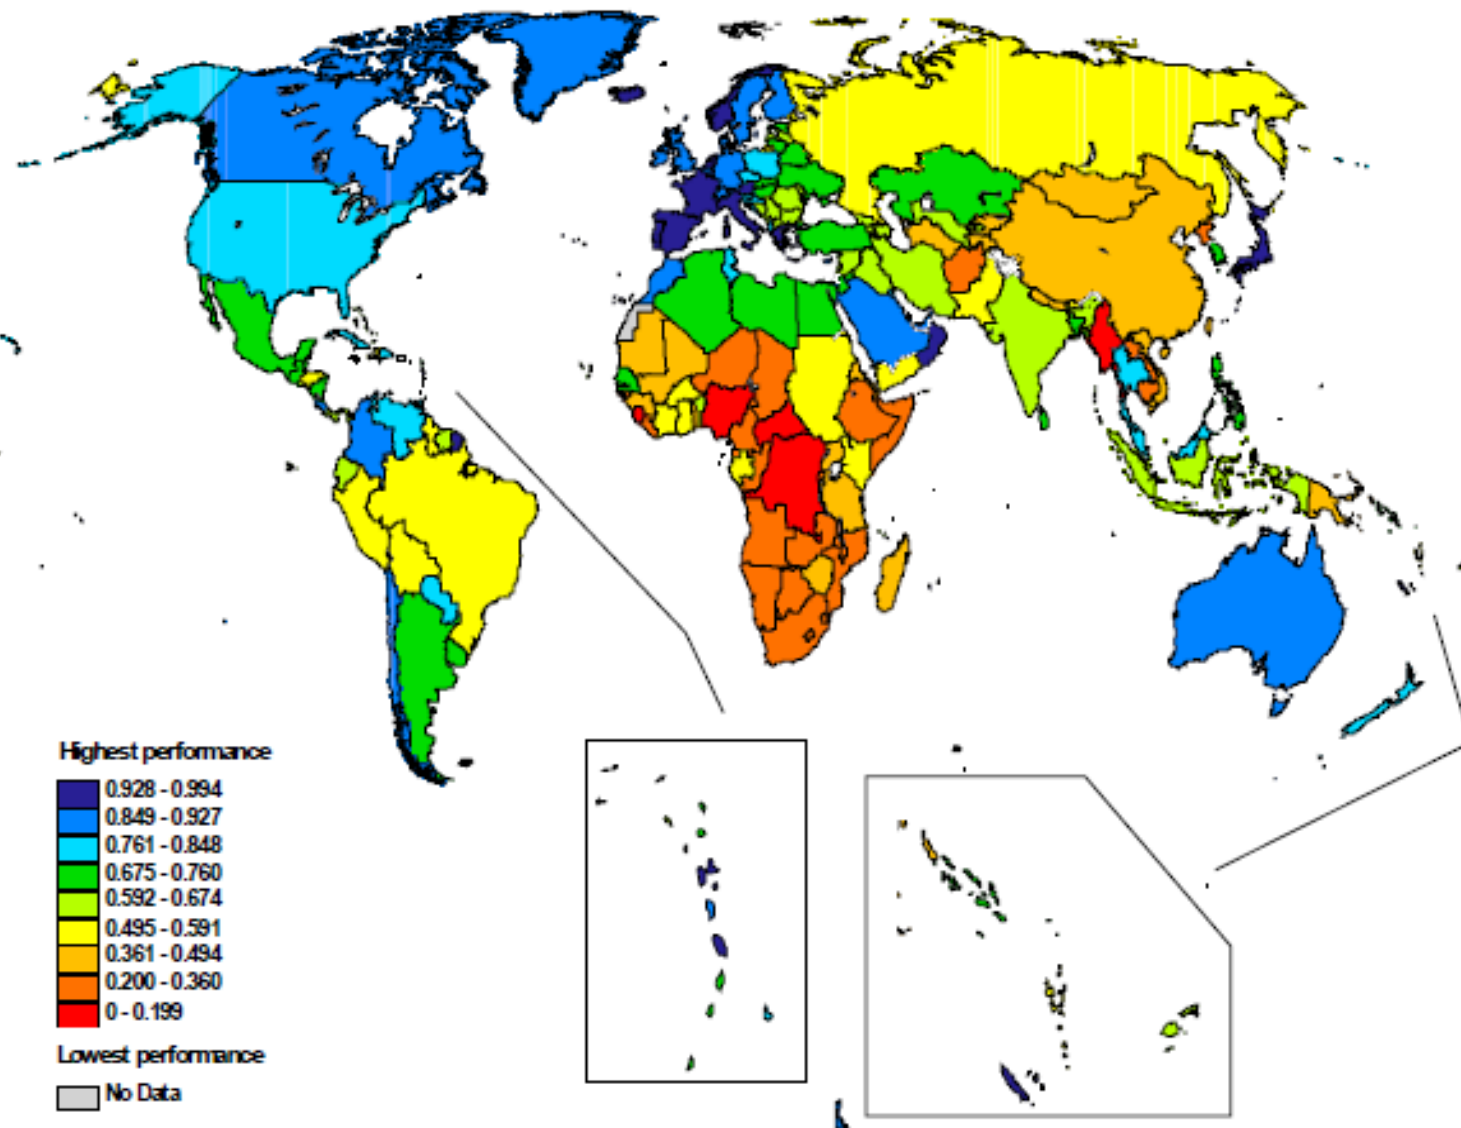 Highest performance
0.928 - 0.994
0.849 - 0.927
0.761 - 0.848
0.675 - 0.760
0.592 - 0.674
0.495 - 0.591
0.361 - 0.494
0.200 - 0.360
0 - 0.199
Lowest performance
No Data